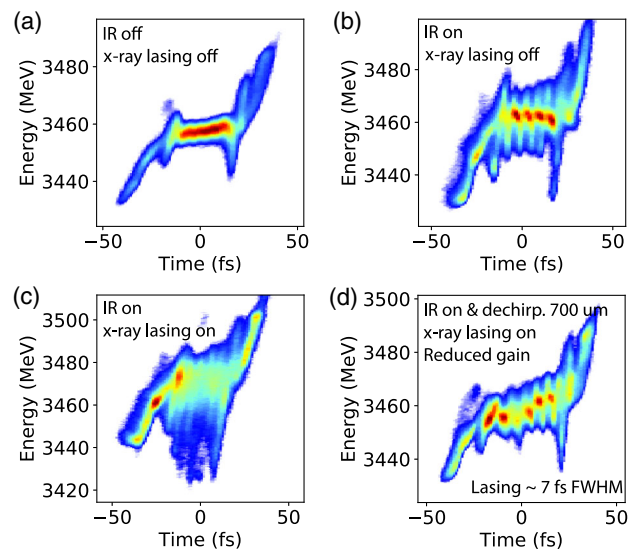 (a)
IR off
x-ray lasing off
Energy (MeV)
3480
3460
3440
−50
0
50
Time (fs)
(b)
IR on
x-ray lasing off
Energy (MeV)
3480
3460
3440
−50
0
50
Time (fs)
(c)
IR on
x-ray lasing on
Energy (MeV)
3500
3480
3460
3440
3420
−50
0
50
Time (fs)
(d)
IR on & dechirp. 700 um
x-ray lasing on
Reduced gain
Energy (MeV)
3500
3480
3460
3440
Lasing ~ 7 fs FWHM
−50
0
50
Time (fs)